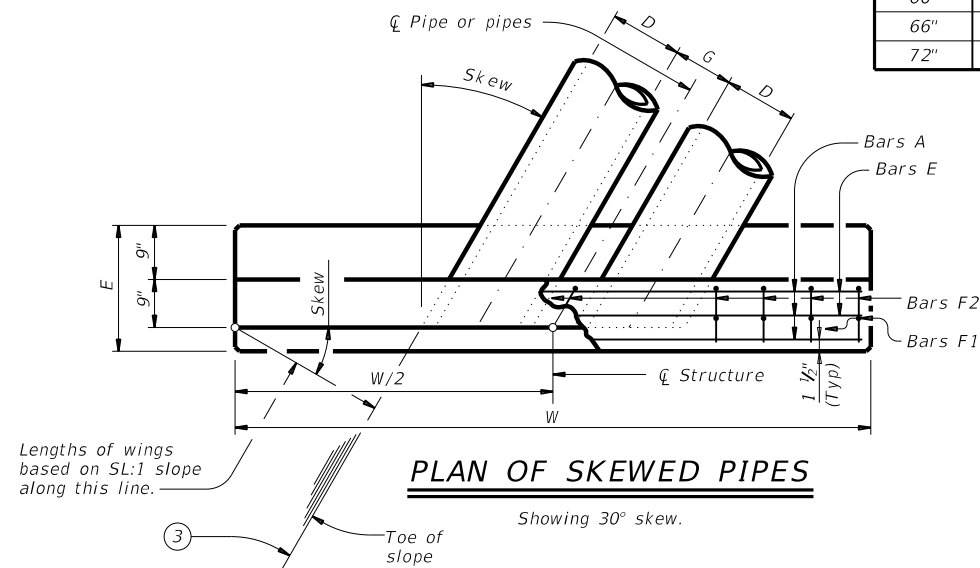 66"
72"
℄ Pipe or pipes
D
G
D
Skew
Bars A
Bars E
E
9"
9"
Skew
Bars F2
Bars F1
1 ½"
(Typ)
W/2
℄ Structure
W
Lengths of wings
based on SL:1 slope
along this line.
PLAN OF SKEWED PIPES
Showing 30° skew.
3
Toe of
slope